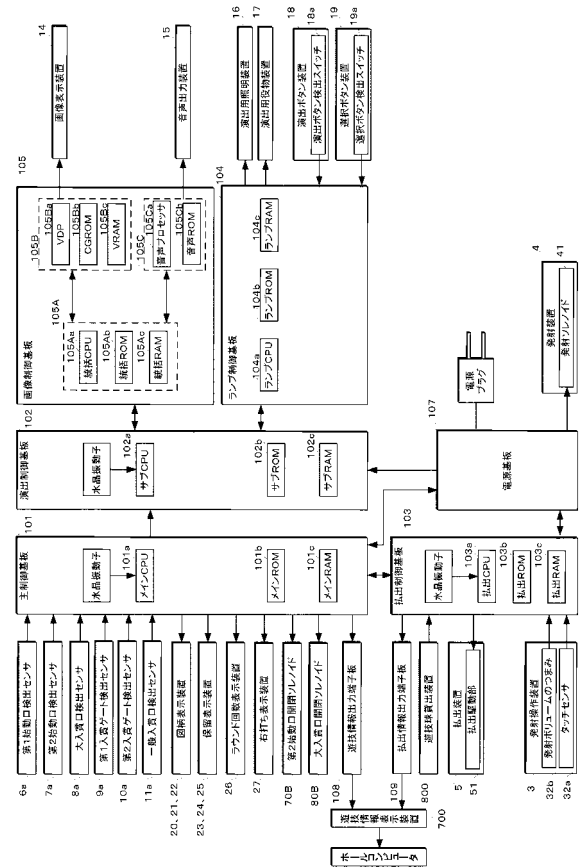 6a
第1始動口検出センサ
7a
第2始動口検出センサ
8a
大入賞口検出センサ
9a
第1入賞ゲート検出センサ
10a
第2入賞ゲート検出センサ
11a
一般入賞口検出センサ
20, 21, 22
図柄表示装置
23, 24, 25
保留表示装置
26
ラウンド回数表示装置
27
右打ち表示装置
70B
第2始動口開閉ソレノイド
80B
大入賞口開閉ソレノイド
108
遊技情報出力端子板
109
払出情報出力端子板
800
遊技球貸出装置
5
払出装置
51
払出駆動部
3
発射操作装置
32b
発射ボリュームのつまみ
32a
タッチセンサ
700
遊技情報表示装置
ホールコンピュータ
101
主制御基板
水晶振動子
101a
メインCPU
101b
メインROM
101c
メインRAM
103
払出制御基板
水晶振動子
103a
払出CPU
103b
払出ROM
103c
払出RAM
102
演出制御基板
水晶振動子
102a
サブCPU
102b
サブROM
102c
サブRAM
107
電源基板
電源
プラグ
4
発射装置
41
発射ソレノイド
105
画像制御基板
105A
105Aa
統括CPU
105Ab
統括ROM
105Ac
統括RAM
105B
105Ba
VDP
105Bb
CGROM
105Bc
VRAM
105C
105Ca
音声プロセッサ
105Cb
音声ROM
104
ランプ制御基板
104a
ランプCPU
104b
ランプROM
104c
ランプRAM
14
画像表示装置
15
音声出力装置
16
演出用照明装置
17
演出用役物装置
18
演出ボタン装置
18a
演出ボタン検出スイッチ
19
選択ボタン装置
19a
選択ボタン検出スイッチ